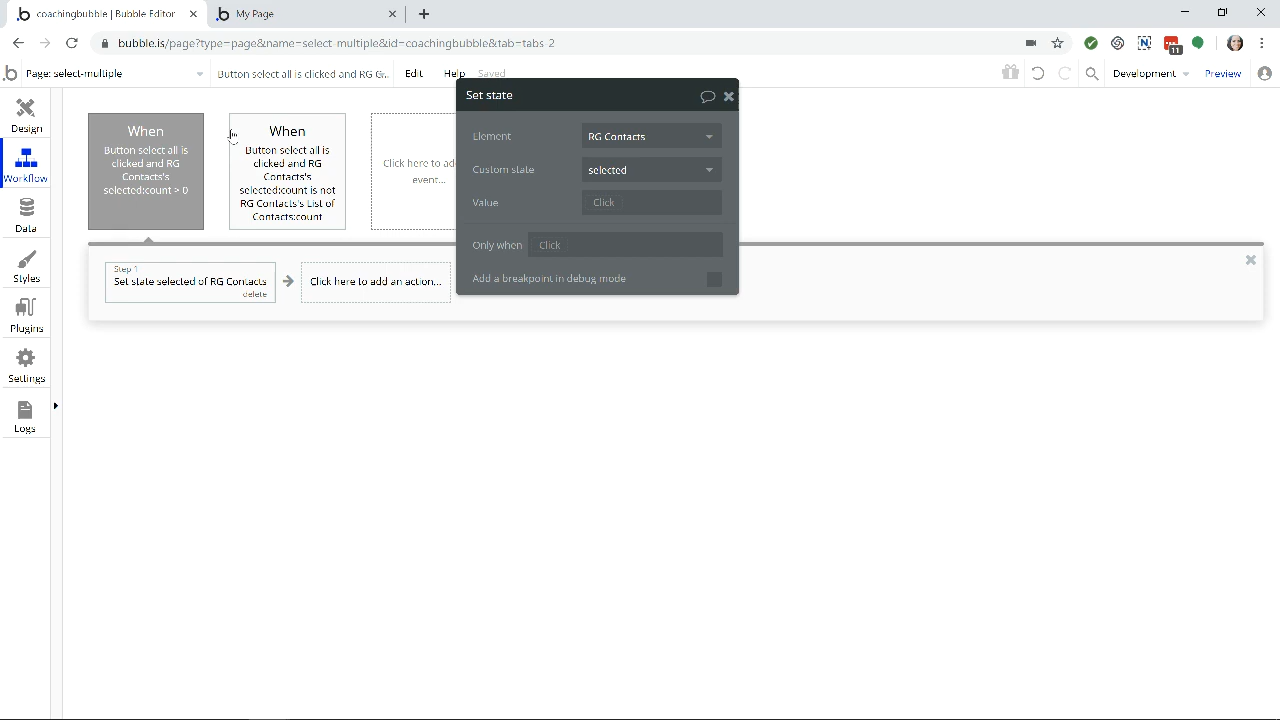 coachingbubble | Bubble Editor
My Page
bubble.is/page?type=page&name=select-multiple&id=coachingbubble&tab=tabs-2
11
Page: select-multiple
Button select all is clicked and RG Gr...
Edit
Help
Saved
Development
Preview
Design
Workflow
Data
Styles
Plugins
Settings
Logs
When
Button select all is
clicked and RG
Contacts's
selected:count > 0
When
Button select all is
clicked and RG
Contacts's
selected:count is not
RG Contacts's List of
Contacts:count
Click here to add
event...
Set state
Element
RG Contacts
Custom state
selected
Value
Click
Only when
Click
Add a breakpoint in debug mode
Step 1
Set state selected of RG Contacts
delete
Click here to add an action...